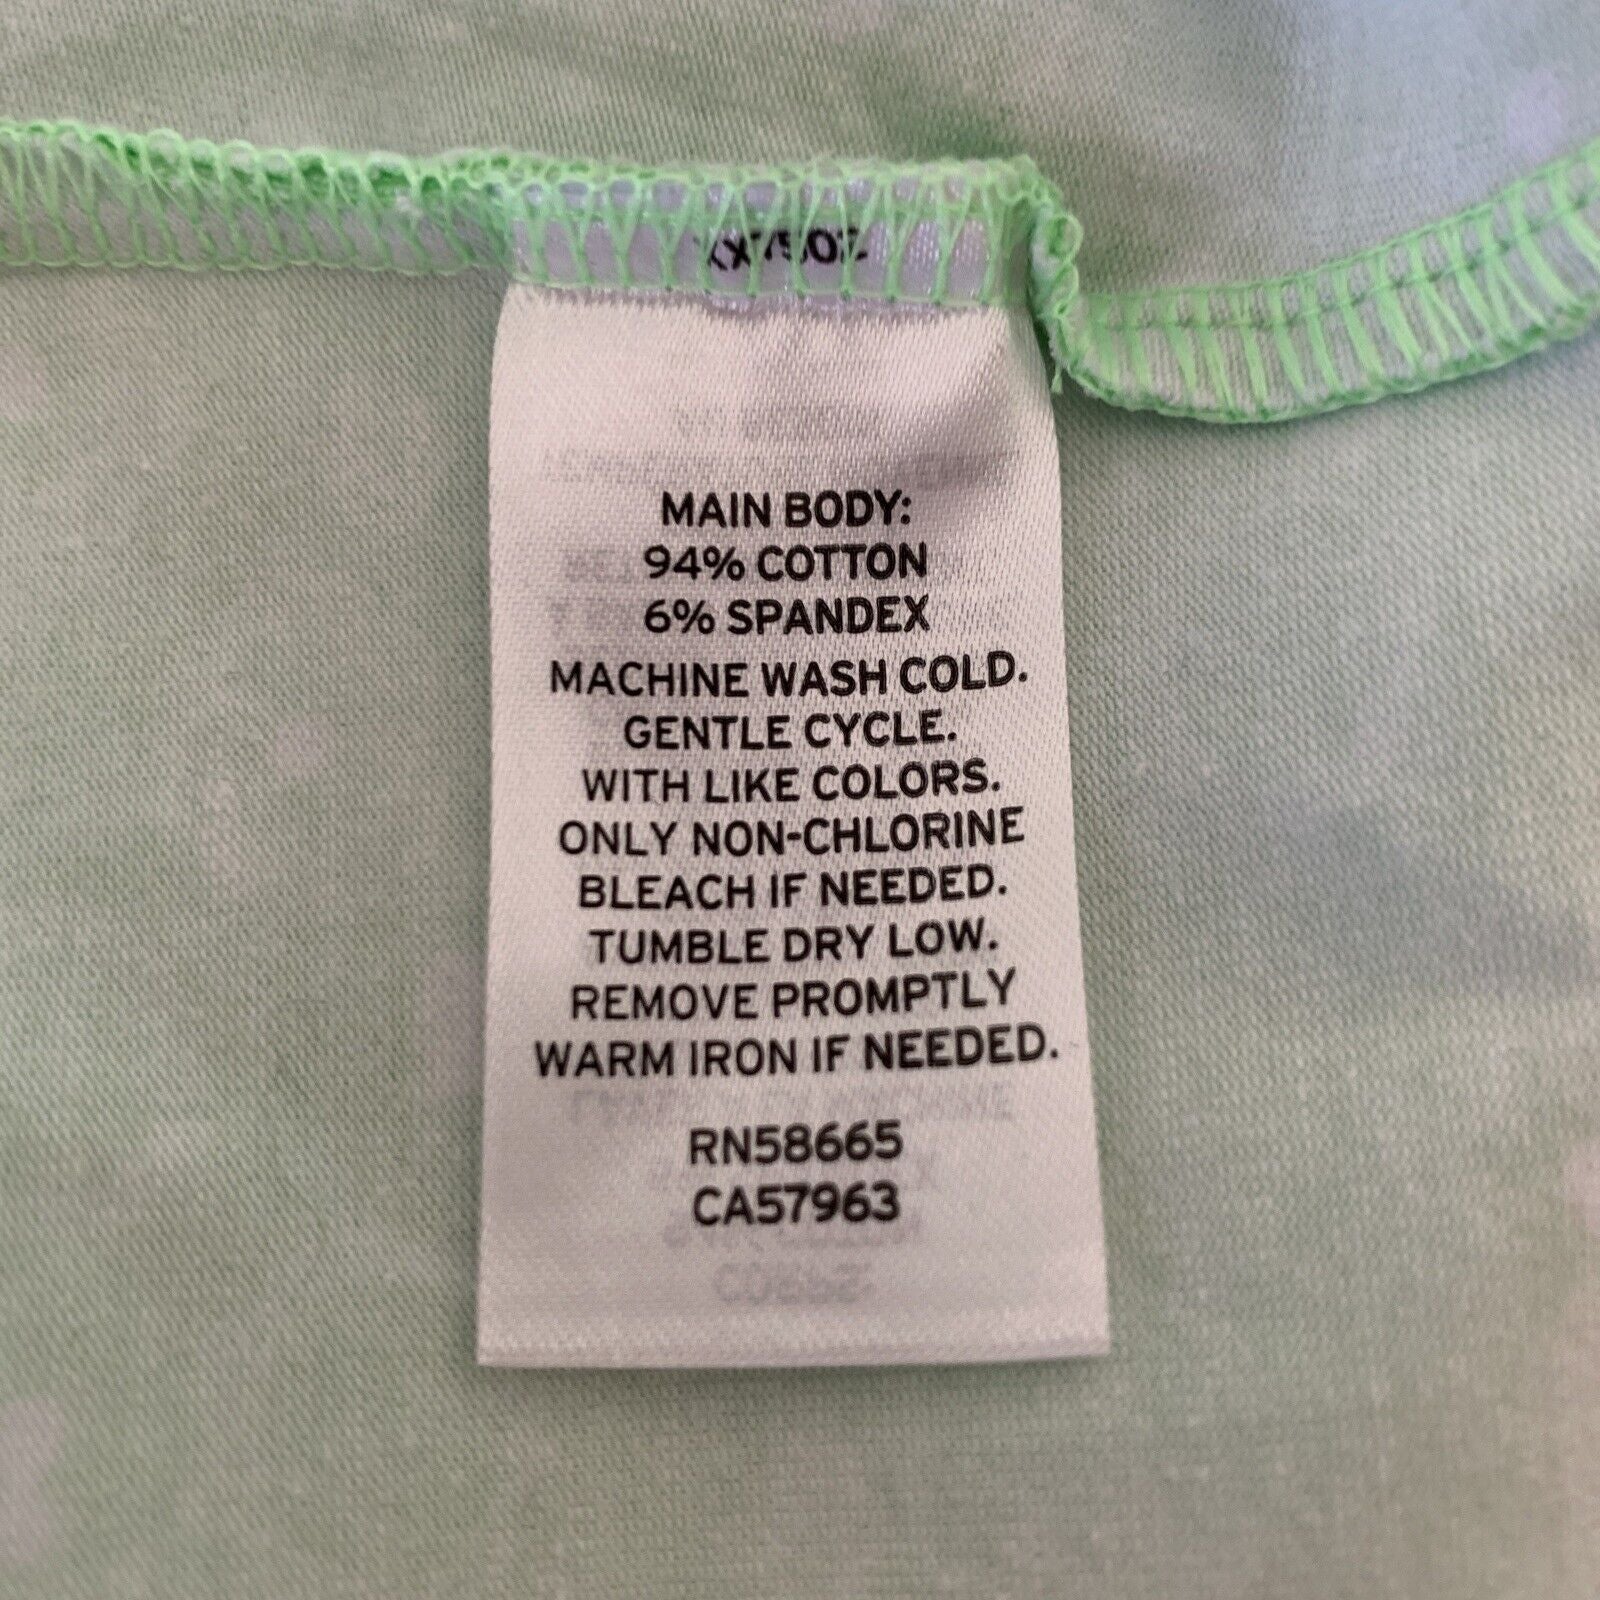 MAIN BODY:
94% COTTON
6% SPANDEX
MACHINE WASH COLD.
GENTLE CYCLE.
WITH LIKE COLORS.
ONLY NON-CHLORINE
BLEACH IF NEEDED.
TUMBLE DRY LOW.
REMOVE PROMPTLY
WARM IRON IF NEEDED.
RN58665
CA57963